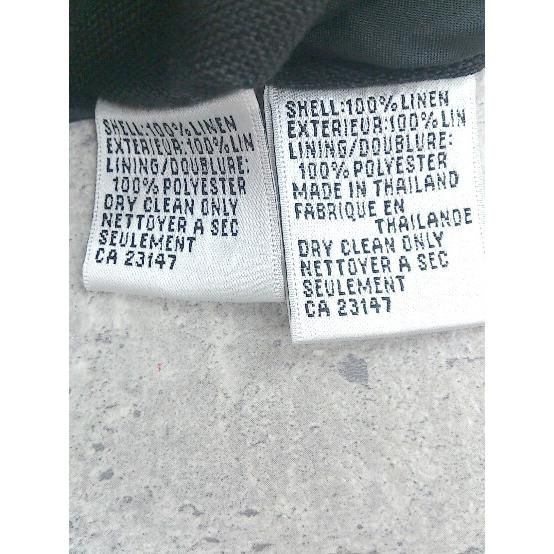 SHELL:100%LINEN
EXTERIEUR:100%LIN
LINING/DOUBLURE:
100%POLYESTER
DRY CLEAN ONLY
NETTOYER A SEC
SEULEMENT
CA 23147
SHELL:100%LINEN
EXTERIEUR:100%LIN
LINING/DOUBLURE:
100%POLYESTER
MADE IN THAILAND
FABRIQUE EN
THAILANDE
DRY CLEAN ONLY
NETTOYER A SEC
SEULEMENT
CA 23147